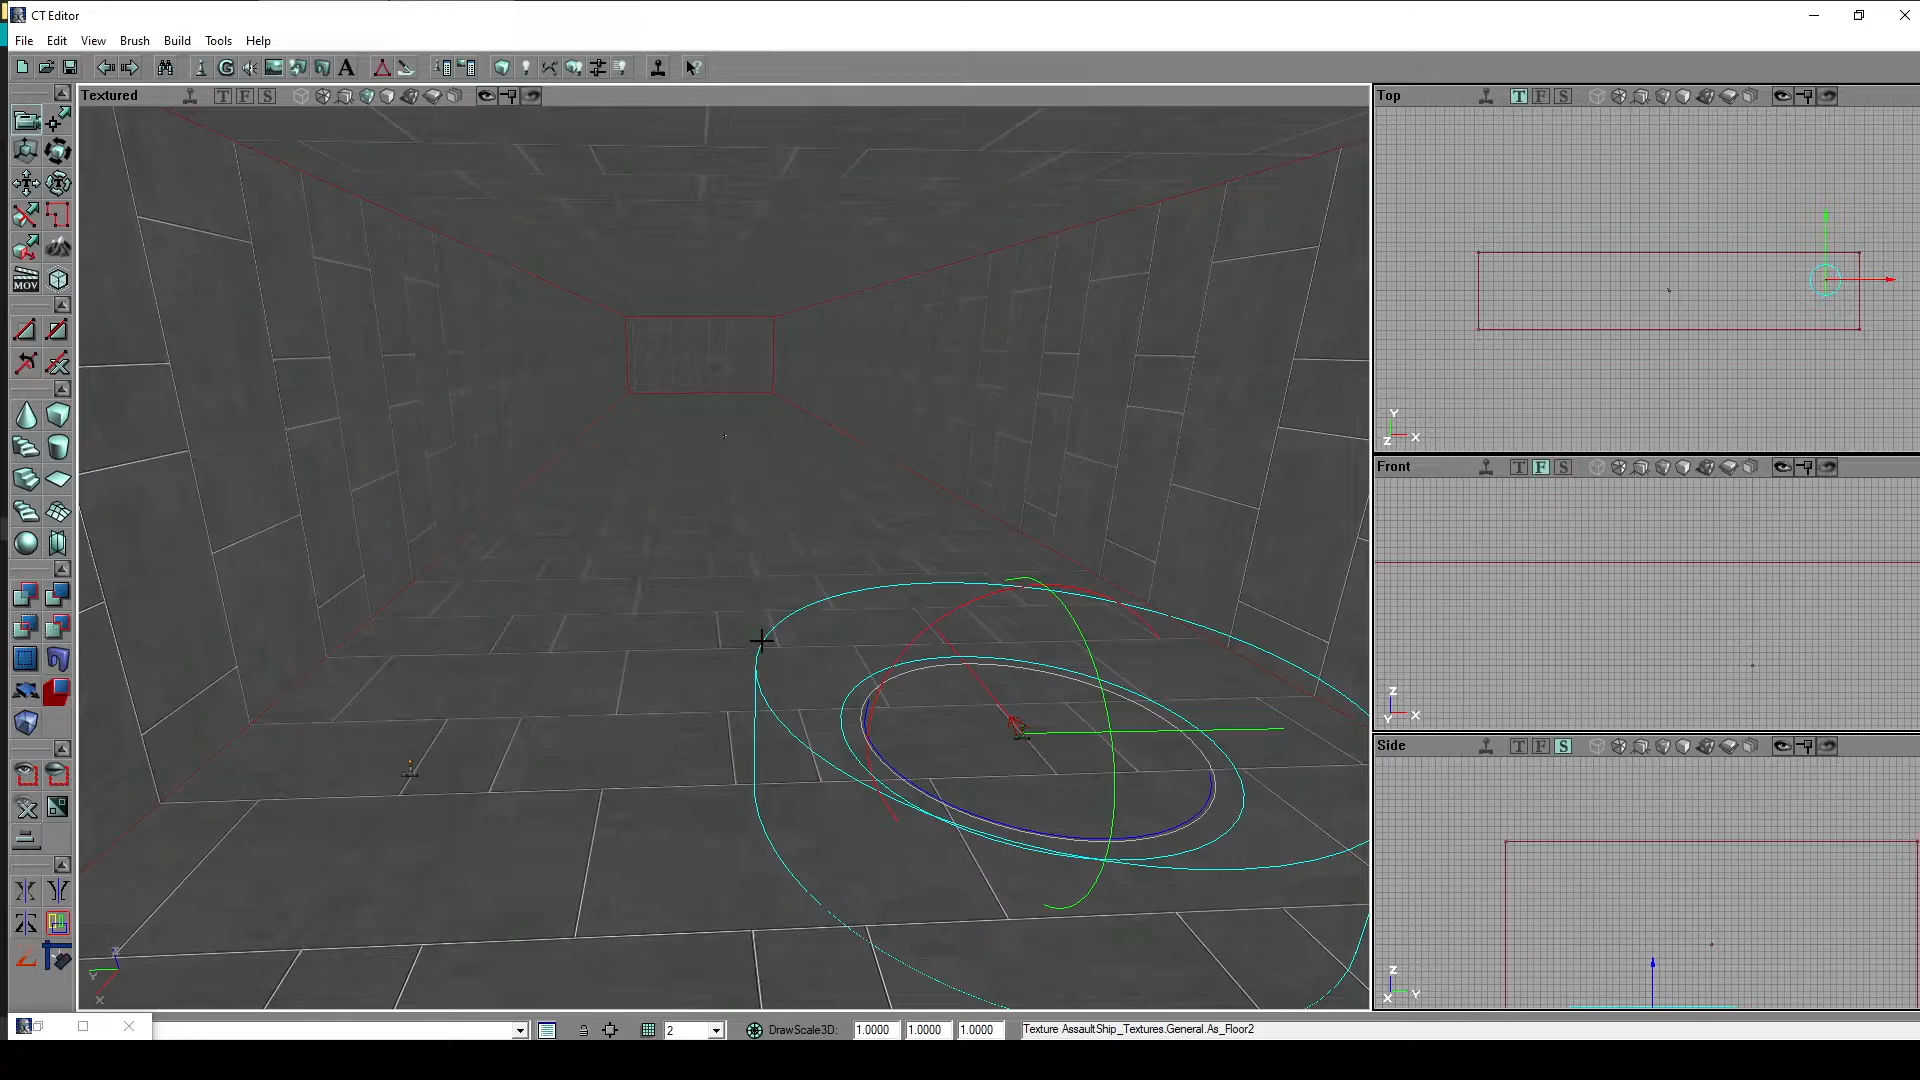 CT Editor
File Edit View Brush Build Tools Help
Textured T F S
Top T F S
MOV
Y
Z X
Front T F S
Z
Y X
Side T F S
Z
X Y
Z
Y
X
2 DrawScale3D: 1.0000 1.0000 1.0000 Texture AssaultShip_Textures.General.As_Floor2